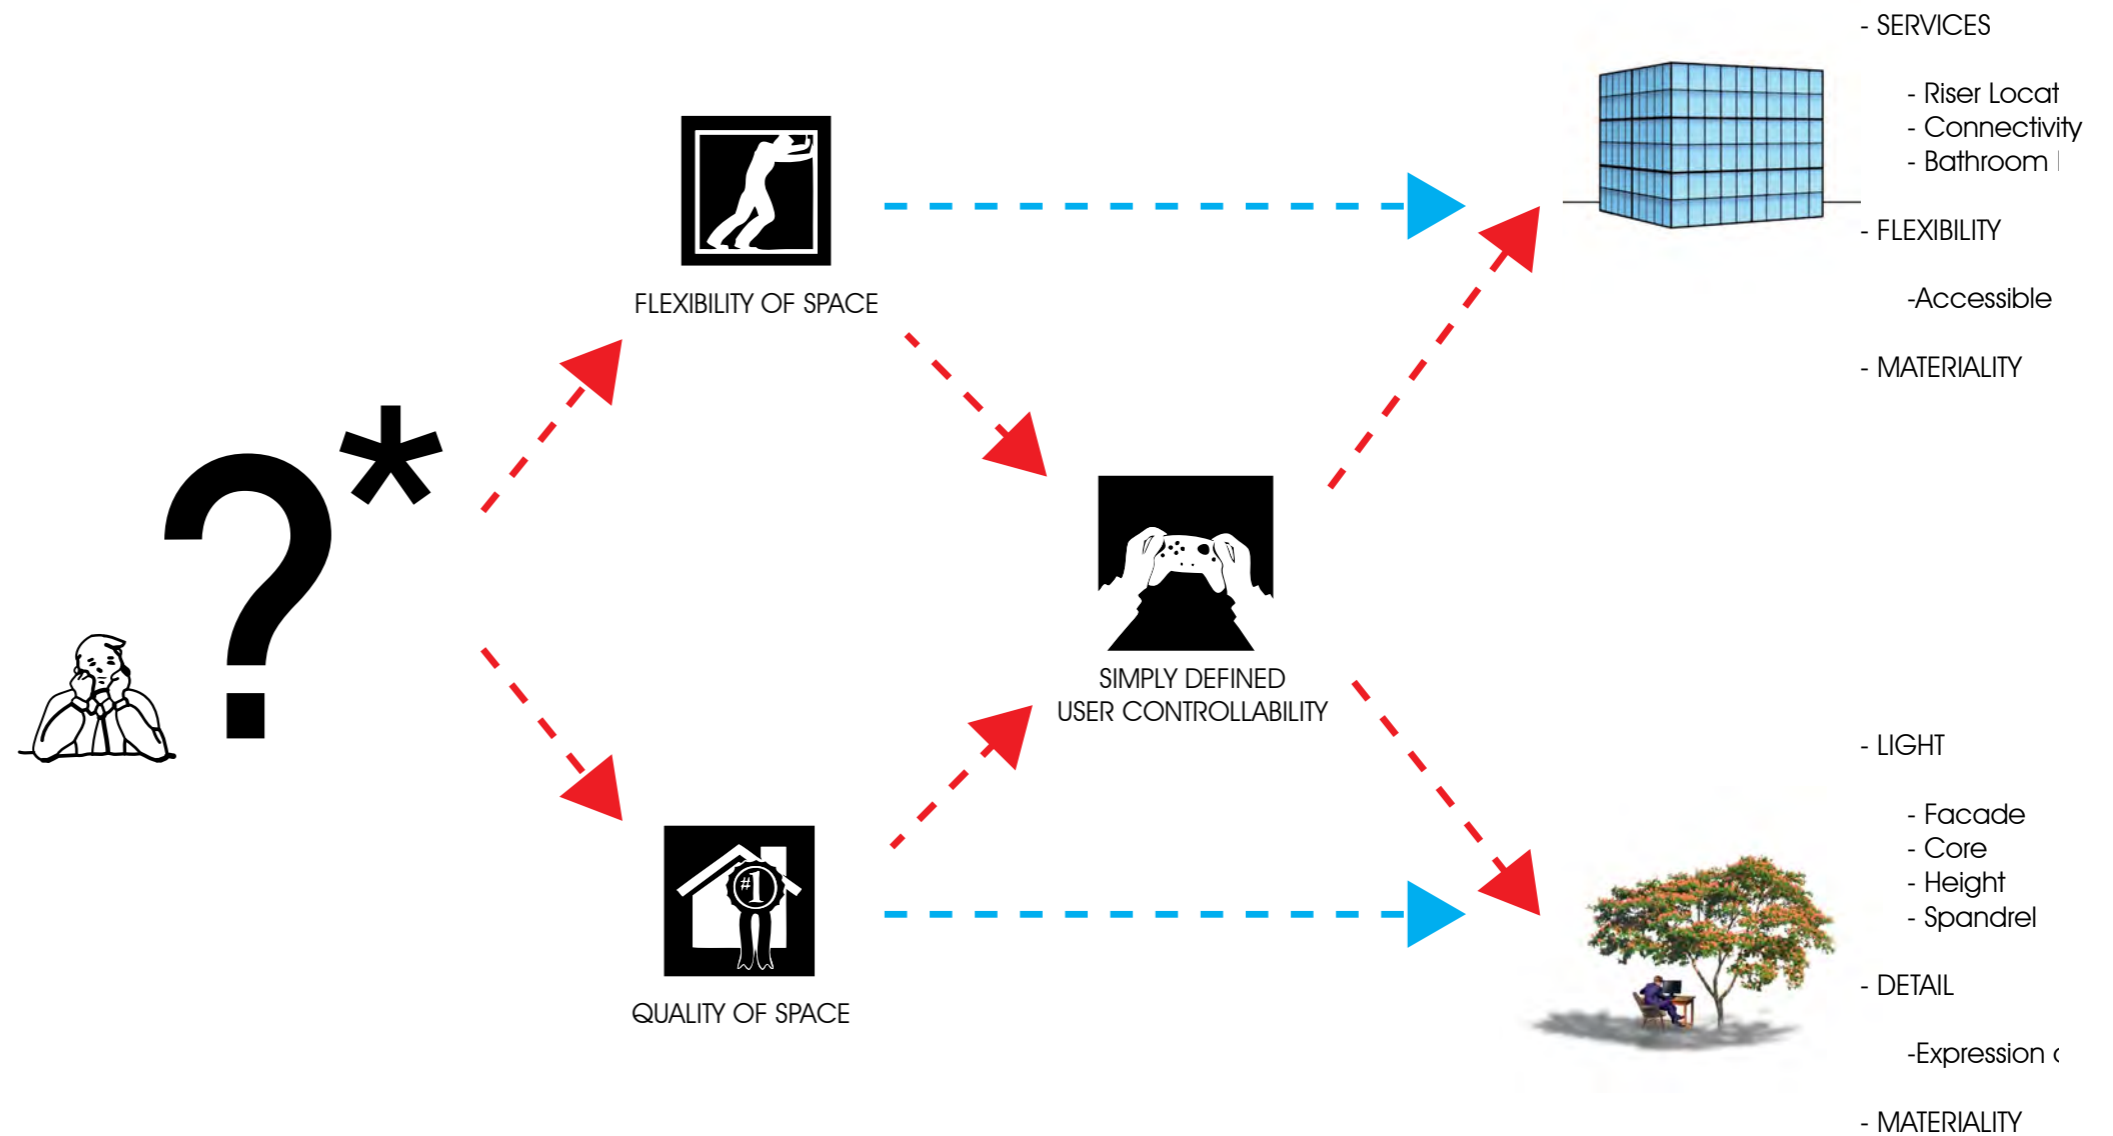 - SERVICES
- Riser Locat
- Connectivity
- Bathroom
- FLEXIBILITY
-Accessible
- MATERIALITY
FLEXIBILITY OF SPACE
?*
SIMPLY DEFINED
USER CONTROLLABILITY
#1
QUALITY OF SPACE
- LIGHT
- Facade
- Core
- Height
- Spandrel
- DETAIL
-Expression
- MATERIALITY